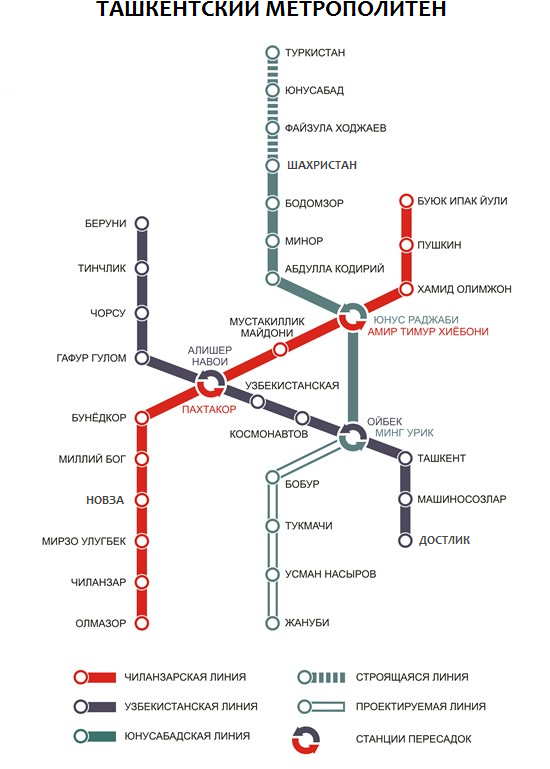 ТАШКЕНТСКИЙ МЕТРОПОЛИТЕН
ТУРКИСТАН
ЮНУСАБАД
ФАЙЗУЛА ХОДЖАЕВ
ШАХРИСТАН
БОДОМЗОР
МИНОР
АБДУЛЛА КОДИРИЙ
БУЮК ИПАК ЙУЛИ
ПУШКИН
ХАМИД ОЛИМЖОН
ЮНУС РАДЖАБИ
АМИР ТИМУР ХИЁБОНИ
БЕРУНИ
ТИНЧЛИК
ЧОРСУ
ГАФУР ГУЛОМ
МУСТАКИЛЛИК
МАЙДОНИ
АЛИШЕР
НАВОИ
ПАХТАКОР
УЗБЕКИСТАНСКАЯ
КОСМОНАВТОВ
ОЙБЕК
МИНГ УРИК
ТАШКЕНТ
МАШИНОСОЗЛАР
ДОСТЛИК
БУНЁДКОР
МИЛЛИЙ БОГ
НОВЗА
МИРЗО УЛУГБЕК
ЧИЛАНЗАР
ОЛМАЗОР
БОБУР
ТУКМАЧИ
УСМАН НАСЫРОВ
ЖАНУБИ
ЧИЛАНЗАРСКАЯ ЛИНИЯ
УЗБЕКИСТАНСКАЯ ЛИНИЯ
ЮНУСАБАДСКАЯ ЛИНИЯ
СТРОЯЩАЯСЯ ЛИНИЯ
ПРОЕКТИРУЕМАЯ ЛИНИЯ
СТАНЦИИ ПЕРЕСАДОК